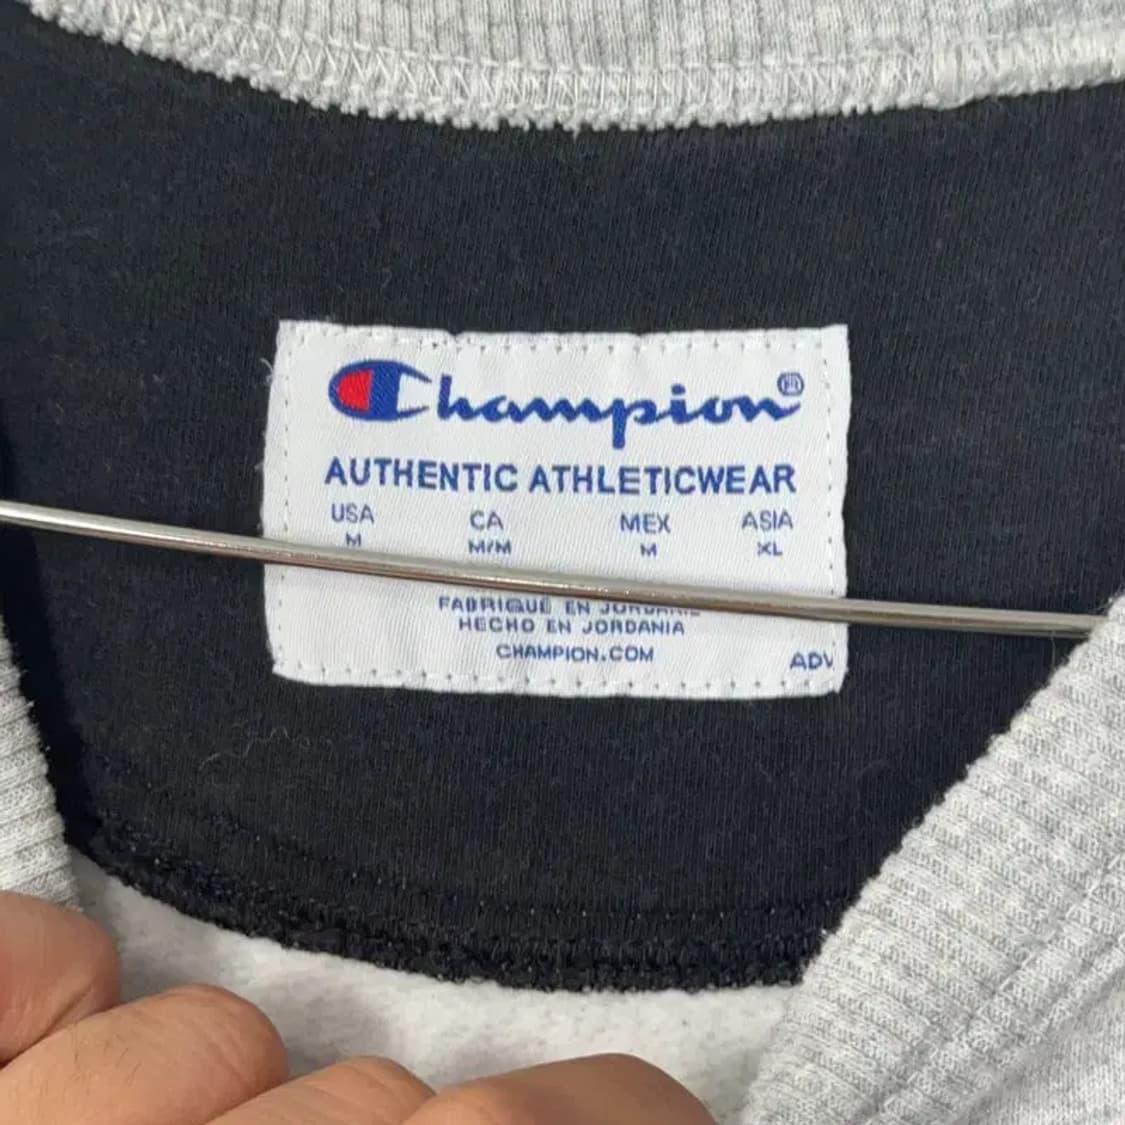 Champion®
AUTHENTIC ATHLETICWEAR
USA CA MEX ASIA
M M/M M XL
FABRIQUÉ EN JORDANIE
HECHO EN JORDANIA
CHAMPION.COM
ADV